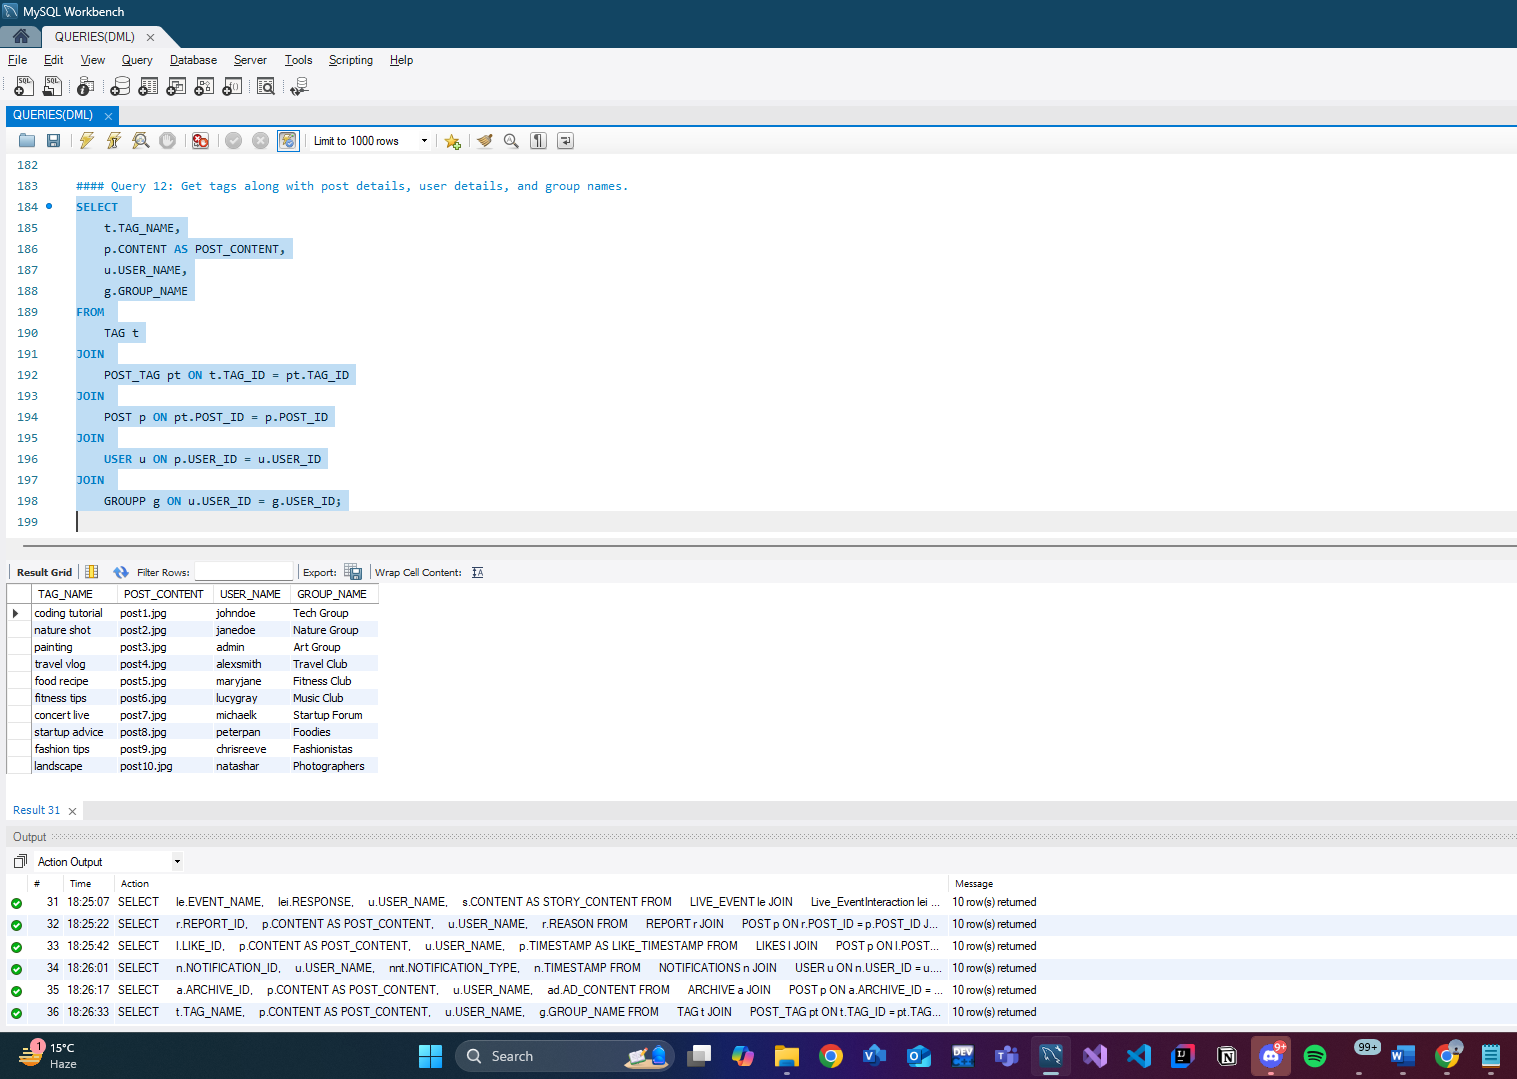 MySQL Workbench
QUERIES(DML)
File Edit View Query Database Server Tools Scripting Help
QUERIES(DML)
Limit to 1000 rows
182
183 #### Query 12: Get tags along with post details, user details, and group names.
184 SELECT
185 t.TAG_NAME,
186 p.CONTENT AS POST_CONTENT,
187 u.USER_NAME,
188 g.GROUP_NAME
189 FROM
190 TAG t
191 JOIN
192 POST_TAG pt ON t.TAG_ID = pt.TAG_ID
193 JOIN
194 POST p ON pt.POST_ID = p.POST_ID
195 JOIN
196 USER u ON p.USER_ID = u.USER_ID
197 JOIN
198 GROUPP g ON u.USER_ID = g.USER_ID;
199
Result Grid Filter Rows: Export: Wrap Cell Content:
TAG_NAME POST_CONTENT USER_NAME GROUP_NAME
coding tutorial post1.jpg johndoe Tech Group
nature shot post2.jpg janedoe Nature Group
painting post3.jpg admin Art Group
travel vlog post4.jpg alexsmith Travel Club
food recipe post5.jpg maryjane Fitness Club
fitness tips post6.jpg lucygray Music Club
concert live post7.jpg michaelk Startup Forum
startup advice post8.jpg peterpan Foodies
fashion tips post9.jpg chrisreeve Fashionistas
landscape post10.jpg natashar Photographers
Result 31
Output
Action Output
# Time Action Message
31 18:25:07 SELECT le.EVENT_NAME, lei.RESPONSE, u.USER_NAME, s.CONTENT AS STORY_CONTENT FROM LIVE_EVENT le JOIN Live_EventInteraction lei ... 10 row(s) returned
32 18:25:22 SELECT r.REPORT_ID, p.CONTENT AS POST_CONTENT, u.USER_NAME, r.REASON FROM REPORT r JOIN POST p ON r.POST_ID = p.POST_ID J... 10 row(s) returned
33 18:25:42 SELECT l.LIKE_ID, p.CONTENT AS POST_CONTENT, u.USER_NAME, p.TIMESTAMP AS LIKE_TIMESTAMP FROM LIKES l JOIN POST p ON l.POST... 10 row(s) returned
34 18:26:01 SELECT n.NOTIFICATION_ID, u.USER_NAME, nnt.NOTIFICATION_TYPE, n.TIMESTAMP FROM NOTIFICATIONS n JOIN USER u ON n.USER_ID = u.... 10 row(s) returned
35 18:26:17 SELECT a.ARCHIVE_ID, p.CONTENT AS POST_CONTENT, u.USER_NAME, ad.AD_CONTENT FROM ARCHIVE a JOIN POST p ON a.ARCHIVE_ID = ... 10 row(s) returned
36 18:26:33 SELECT t.TAG_NAME, p.CONTENT AS POST_CONTENT, u.USER_NAME, g.GROUP_NAME FROM TAG t JOIN POST_TAG pt ON t.TAG_ID = pt.TAG... 10 row(s) returned
1 15°C
Haze
Search
DEV
9+
99+